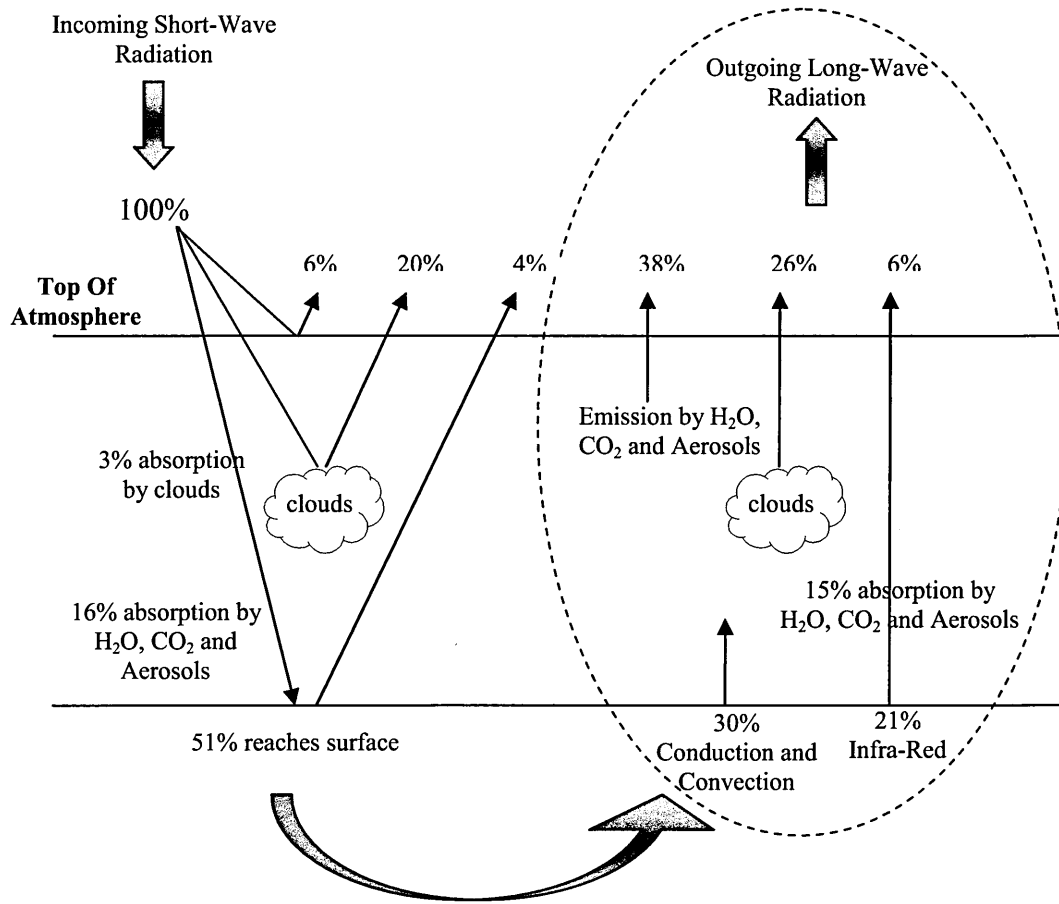 Incoming Short-Wave
Radiation
Outgoing Long-Wave
Radiation
100%
6%
20%
4%
38%
26%
6%
Top Of
Atmosphere
Emission by H₂O,
CO₂ and Aerosols
3% absorption
by clouds
clouds
clouds
16% absorption by
H₂O, CO₂ and
Aerosols
15% absorption by
H₂O, CO₂ and Aerosols
51% reaches surface
30%
Conduction and
Convection
21%
Infra-Red